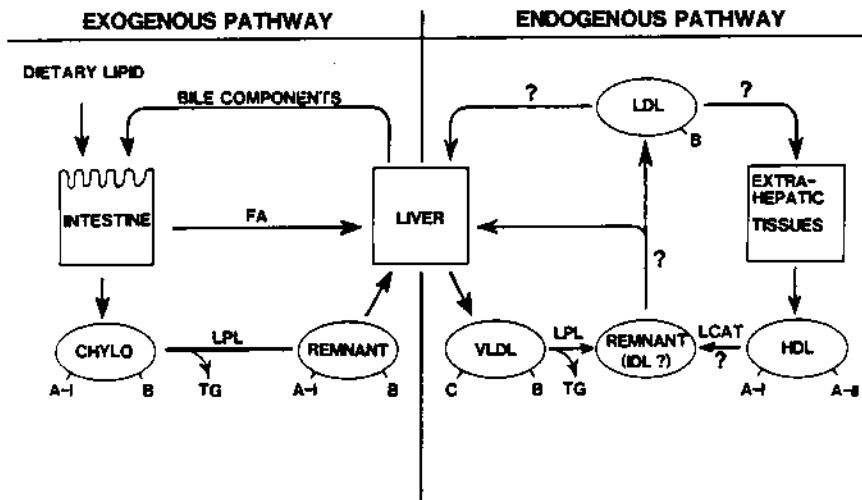 EXOGENOUS PATHWAY
ENDOGENOUS PATHWAY
DIETARY LIPID
BILE COMPONENTS
?
LDL
?
B
INTESTINE
FA
LIVER
EXTRA-
HEPATIC
TISSUES
?
CHYLO
LPL
REMNANT
VLDL
LPL
REMNANT
(IDL ?)
LCAT
?
HDL
A-I
B
TG
A-I
B
C
B
TG
A-I
A-II